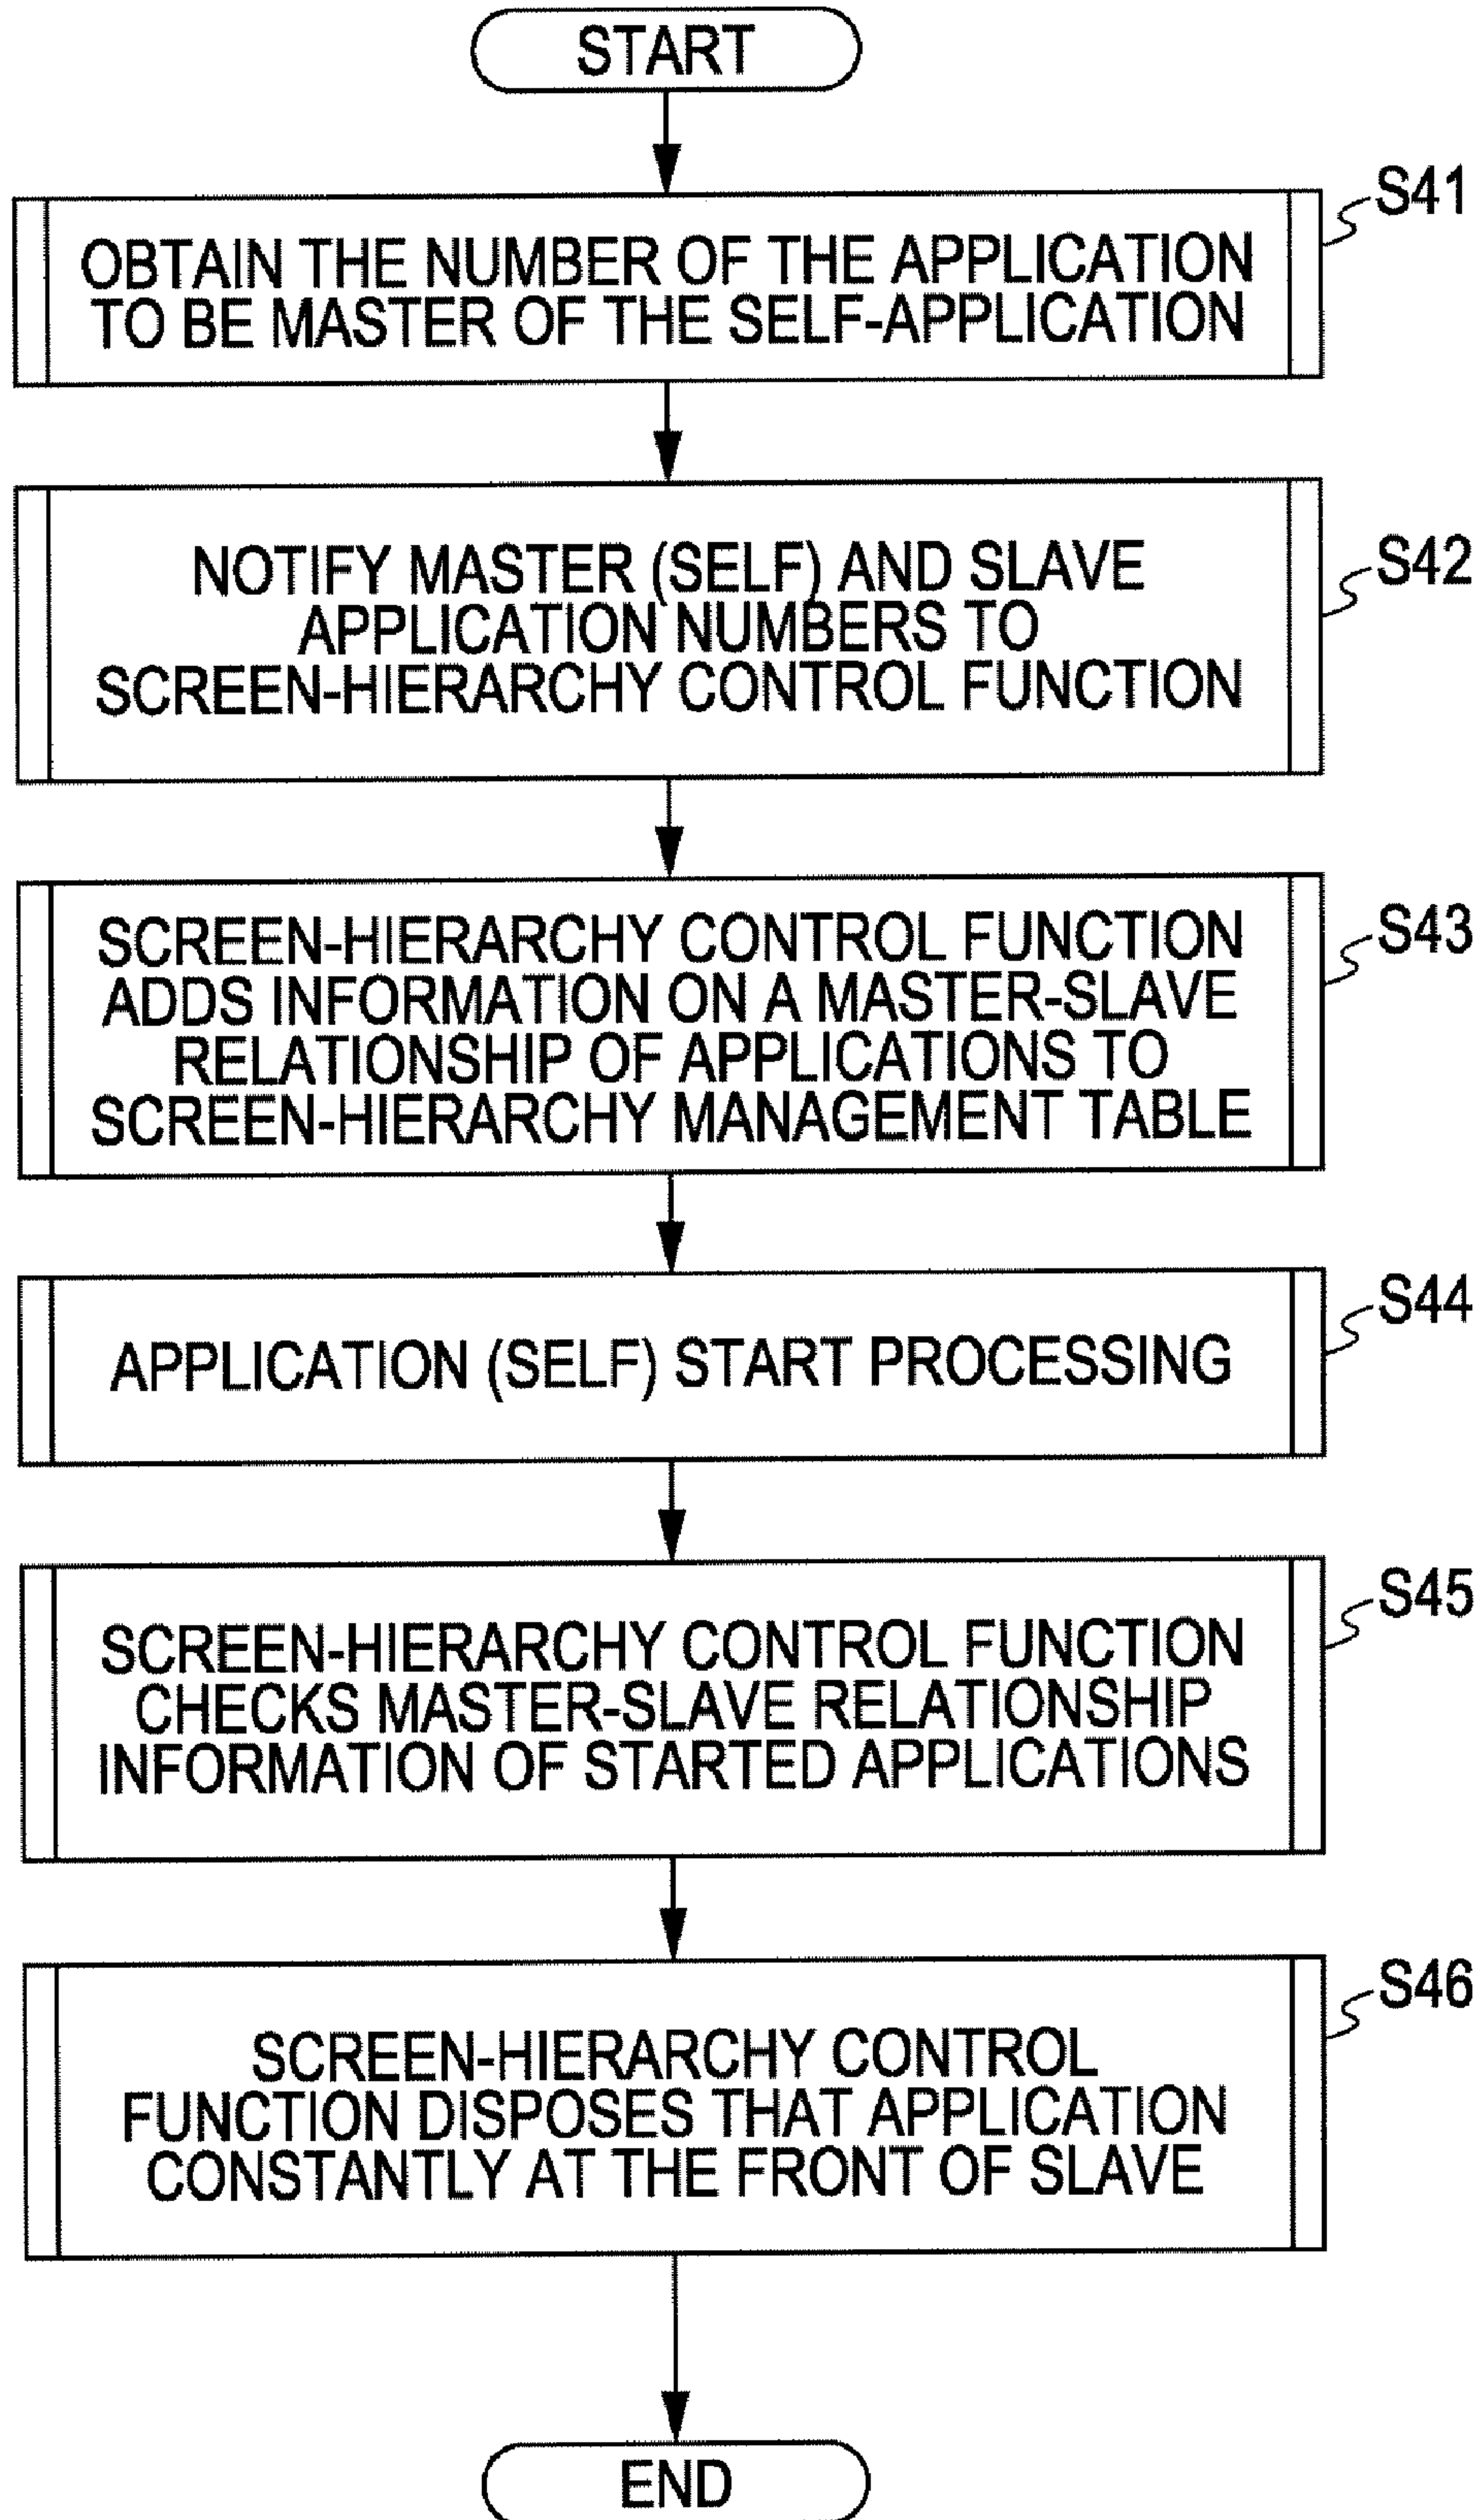 START
S41
OBTAIN THE NUMBER OF THE APPLICATION
TO BE MASTER OF THE SELF-APPLICATION
S42
NOTIFY MASTER (SELF) AND SLAVE
APPLICATION NUMBERS TO
SCREEN-HIERARCHY CONTROL FUNCTION
S43
SCREEN-HIERARCHY CONTROL FUNCTION
ADDS INFORMATION ON A MASTER-SLAVE
RELATIONSHIP OF APPLICATIONS TO
SCREEN-HIERARCHY MANAGEMENT TABLE
S44
APPLICATION (SELF) START PROCESSING
S45
SCREEN-HIERARCHY CONTROL FUNCTION
CHECKS MASTER-SLAVE RELATIONSHIP
INFORMATION OF STARTED APPLICATIONS
S46
SCREEN-HIERARCHY CONTROL
FUNCTION DISPOSES THAT APPLICATION
CONSTANTLY AT THE FRONT OF SLAVE
END